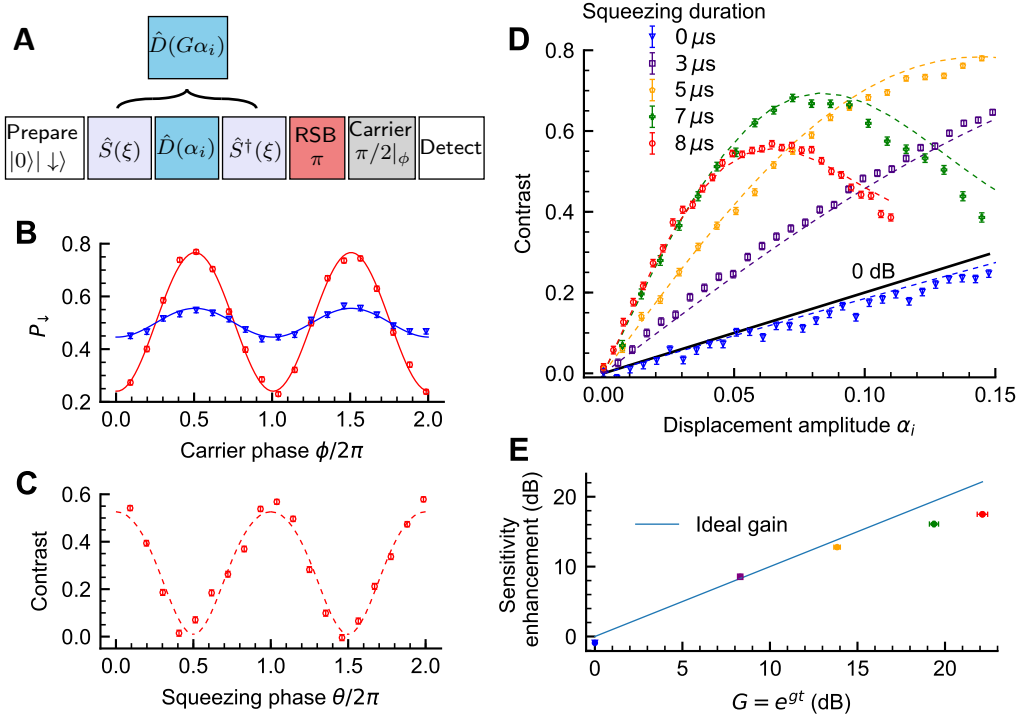 A
D̂(Gαᵢ)
Prepare
|0⟩|↓⟩
Ŝ(ξ)
D̂(αᵢ)
Ŝ†(ξ)
RSB
π
Carrier
π/2|ϕ
Detect
B
0.8
0.6
0.4
0.2
P↓
0.0
0.5
1.0
1.5
2.0
Carrier phase ϕ/2π
C
0.6
0.4
0.2
0.0
Contrast
0.0
0.5
1.0
1.5
2.0
Squeezing phase θ/2π
Squeezing duration
D
0 μs
3 μs
5 μs
7 μs
8 μs
0.8
0.6
0.4
0.2
0.0
Contrast
0 dB
0.00
0.05
0.10
0.15
Displacement amplitude αᵢ
E
20
10
0
Sensitivity
enhancement (dB)
Ideal gain
0
5
10
15
20
G = eᵍᵗ (dB)